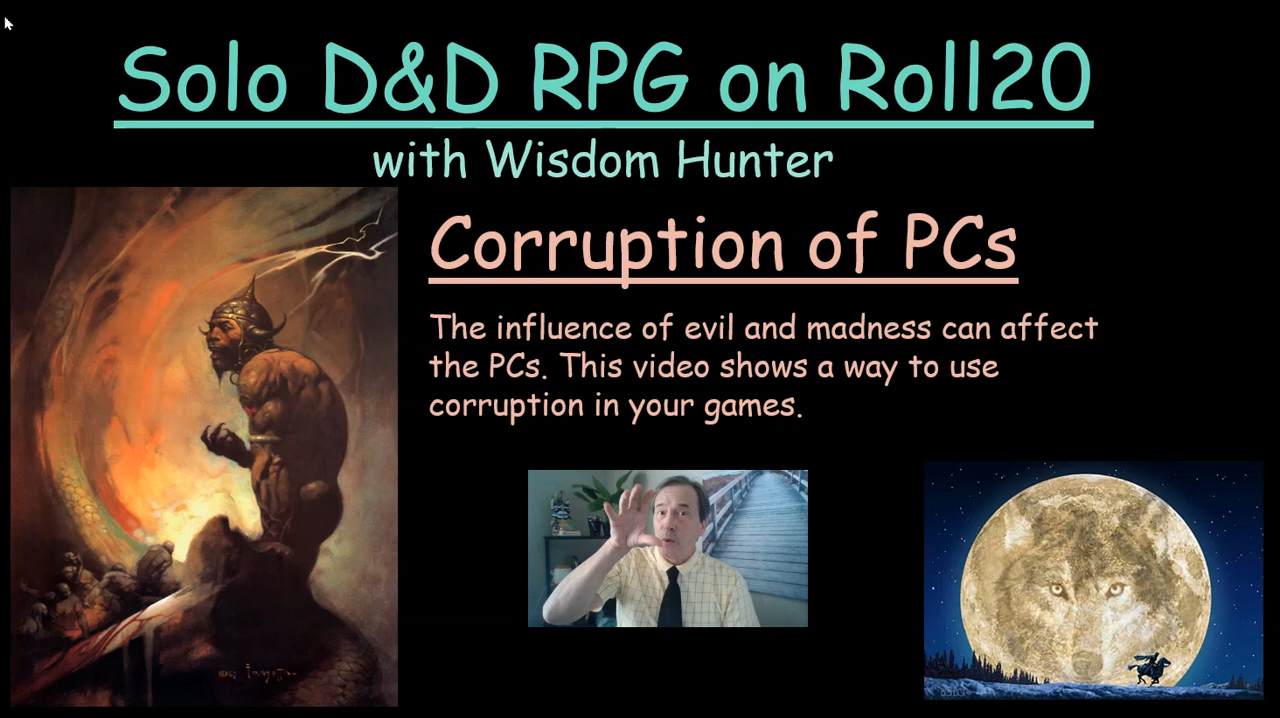 Solo D&D RPG on Roll20
with Wisdom Hunter
Corruption of PCs
The influence of evil and madness can affect
the PCs. This video shows a way to use
corruption in your games.